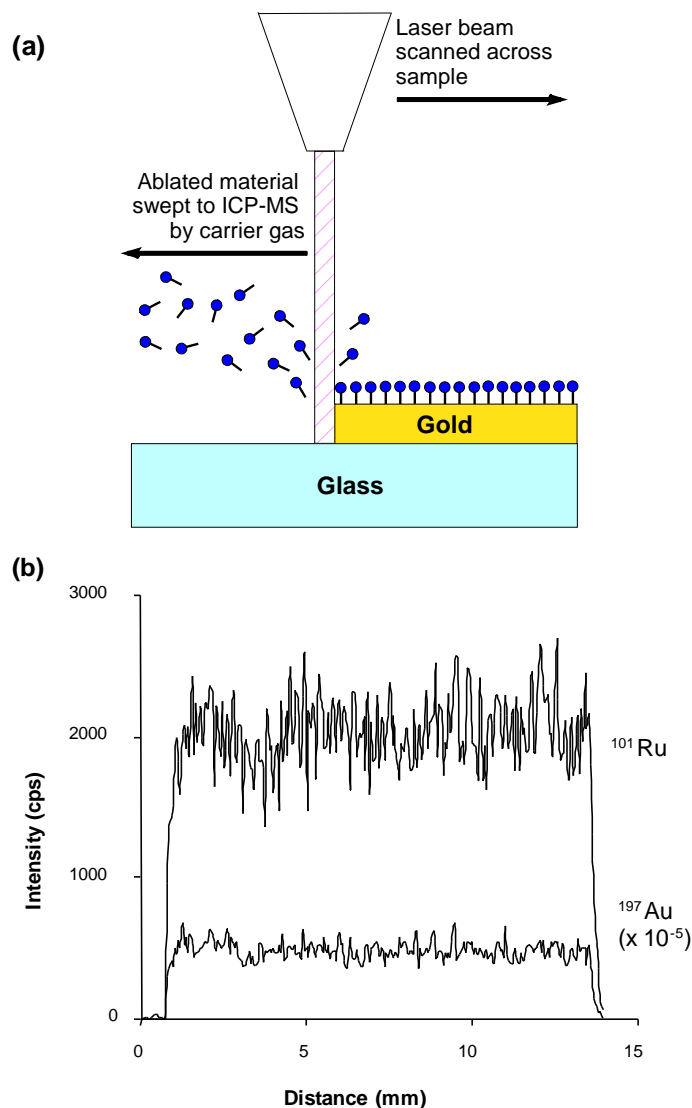 (a)
Laser beam
scanned across
sample
Ablated material
swept to ICP-MS
by carrier gas
Gold
Glass
(b)
3000
2000
1000
0
Intensity (cps)
101Ru
197Au
(x 10-5)
0
5
10
15
Distance (mm)